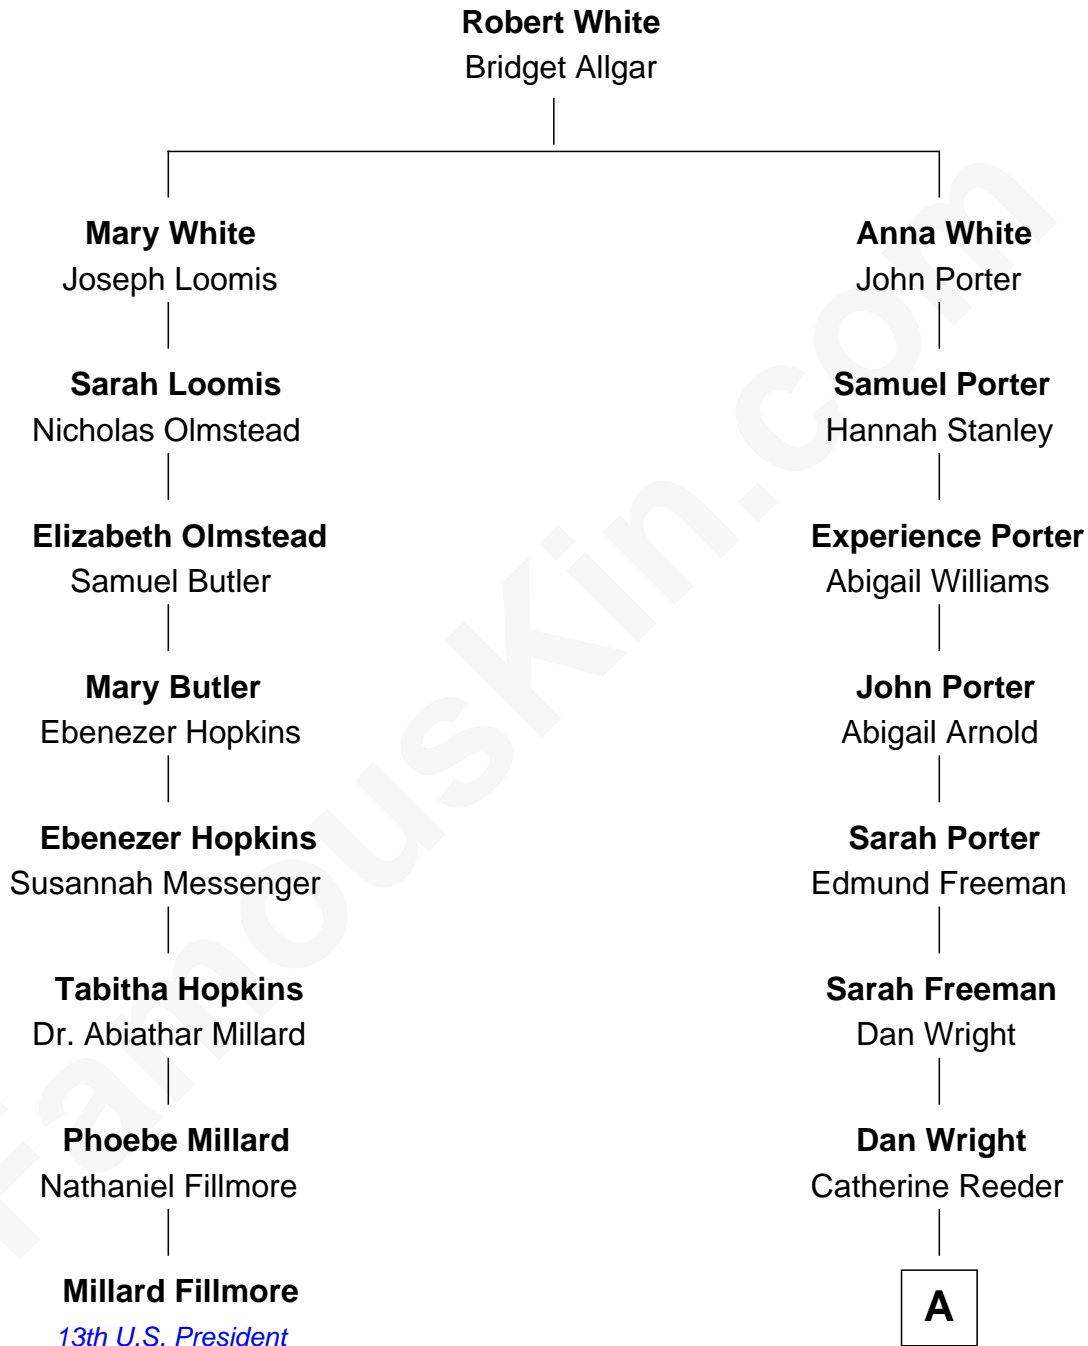 Robert White
Bridget Allgar
Mary White
Joseph Loomis
Anna White
John Porter
Sarah Loomis
Nicholas Olmstead
Samuel Porter
Hannah Stanley
Elizabeth Olmstead
Samuel Butler
Experience Porter
Abigail Williams
Mary Butler
Ebenezer Hopkins
John Porter
Abigail Arnold
Ebenezer Hopkins
Susannah Messenger
Sarah Porter
Edmund Freeman
Tabitha Hopkins
Dr. Abiathar Millard
Sarah Freeman
Dan Wright
Phoebe Millard
Nathaniel Fillmore
Dan Wright
Catherine Reeder
Millard Fillmore
13th U.S. President
A
FamousKin.com